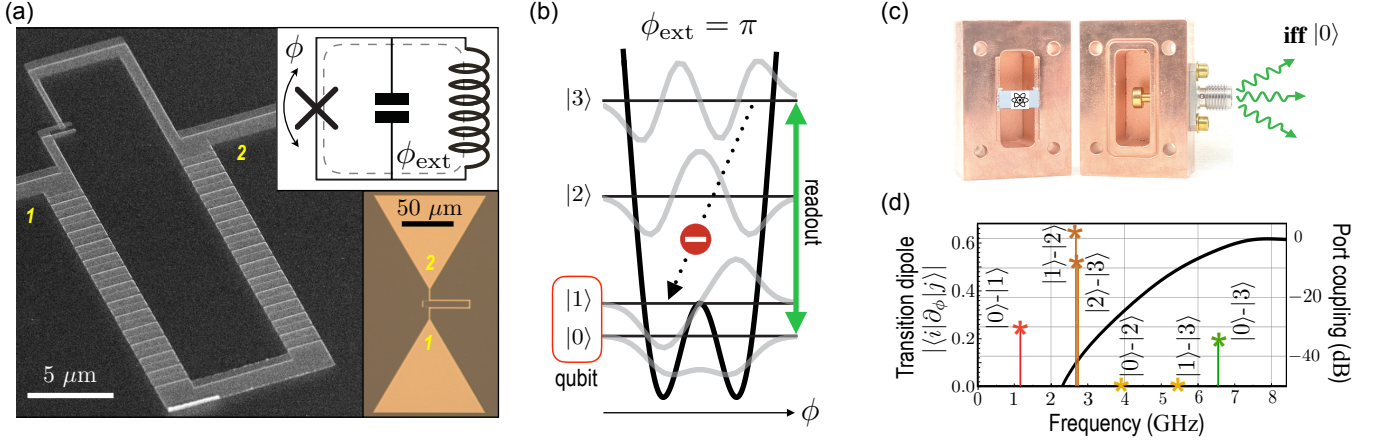 (a)
ϕ
ϕext
2
1
5 μm
50 μm
2
1
(b)
ϕext = π
|3⟩
|2⟩
|1⟩
|0⟩
qubit
readout
ϕ
(c)
iff |0⟩
(d)
Transition dipole
|⟨i|∂ϕ|j⟩|
0.6
0.4
0.2
0.0
|0⟩-|1⟩
|1⟩-|2⟩
|2⟩-|3⟩
|0⟩-|2⟩
|1⟩-|3⟩
|0⟩-|3⟩
0
−20
−40
Port coupling (dB)
0 1 2 3 4 5 6 7 8
Frequency (GHz)